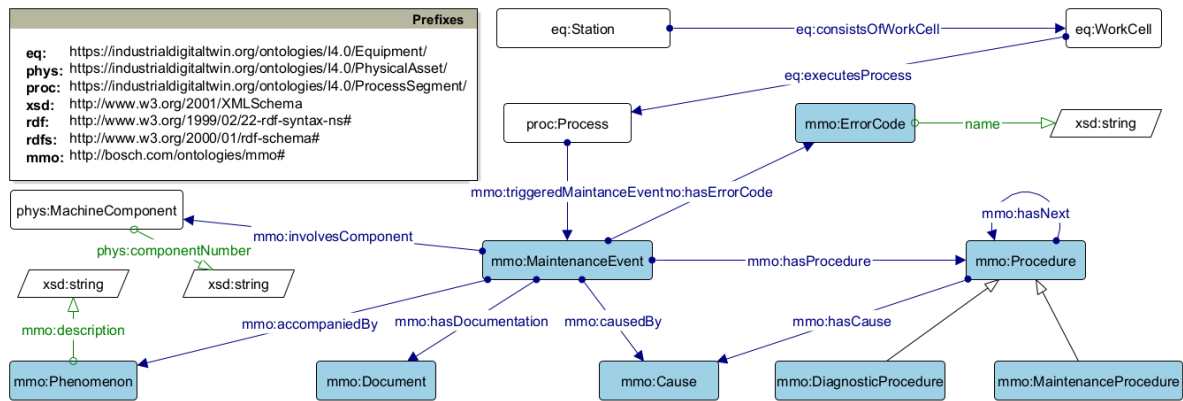 Prefixes
eq: https://industrialdigitaltwin.org/ontologies/I4.0/Equipment/
phys: https://industrialdigitaltwin.org/ontologies/I4.0/PhysicalAsset/
proc: https://industrialdigitaltwin.org/ontologies/I4.0/ProcessSegment/
xsd: http://www.w3.org/2001/XMLSchema
rdf: http://www.w3.org/1999/02/22-rdf-syntax-ns#
rdfs: http://www.w3.org/2000/01/rdf-schema#
mmo: http://bosch.com/ontologies/mmo#
eq:Station
eq:consistsOfWorkCell
eq:WorkCell
eq:executesProcess
proc:Process
mmo:ErrorCode
name
xsd:string
mmo:triggeredMaintanceEvent
no:hasErrorCode
phys:MachineComponent
mmo:hasNext
mmo:involvesComponent
phys:componentNumber
mmo:MaintenanceEvent
mmo:hasProcedure
mmo:Procedure
xsd:string
xsd:string
mmo:description
mmo:accompaniedBy
mmo:hasDocumentation
mmo:causedBy
mmo:hasCause
mmo:Phenomenon
mmo:Document
mmo:Cause
mmo:DiagnosticProcedure
mmo:MaintenanceProcedure